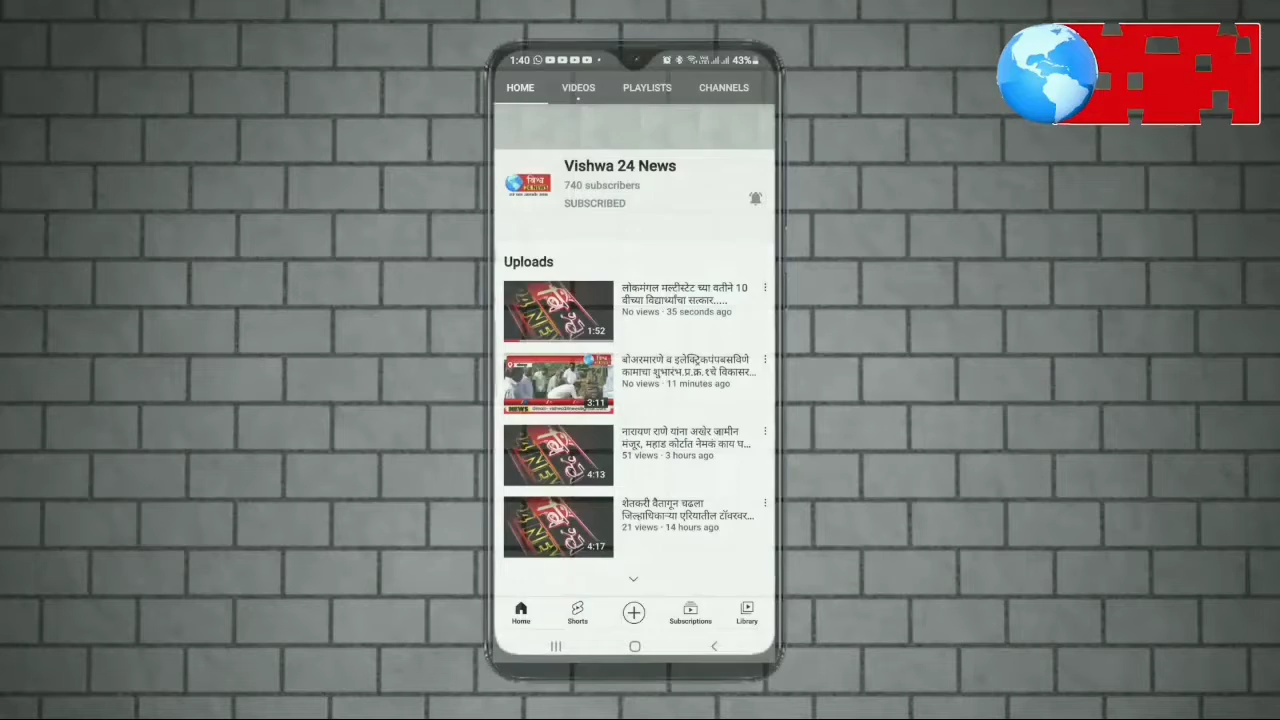 1:40
43%
HOME VIDEOS PLAYLISTS CHANNELS
Vishwa 24 News
740 subscribers
SUBSCRIBED
विश्व
24 NEWS
Uploads
लोकमंगल मल्टीस्टेट च्या वतीने 10
वीच्या विद्यार्थ्यांचा सत्कार.....
No views · 35 seconds ago
1:52
बोअरमारणे व इलेक्ट्रिकपंपबसविणे
कामाचा शुभारंभ.प्र.क्र.१चे विकासर...
No views · 11 minutes ago
3:11
NEWS
नारायण राणे यांना अखेर जामीन
मंजूर, महाड कोर्टात नेमकं काय घ...
51 views · 3 hours ago
4:13
शेतकरी वैतागून चढला
जिल्हाधिकाऱ्या एरियातील टॉवरवर...
21 views · 14 hours ago
4:17
Home Shorts Subscriptions Library